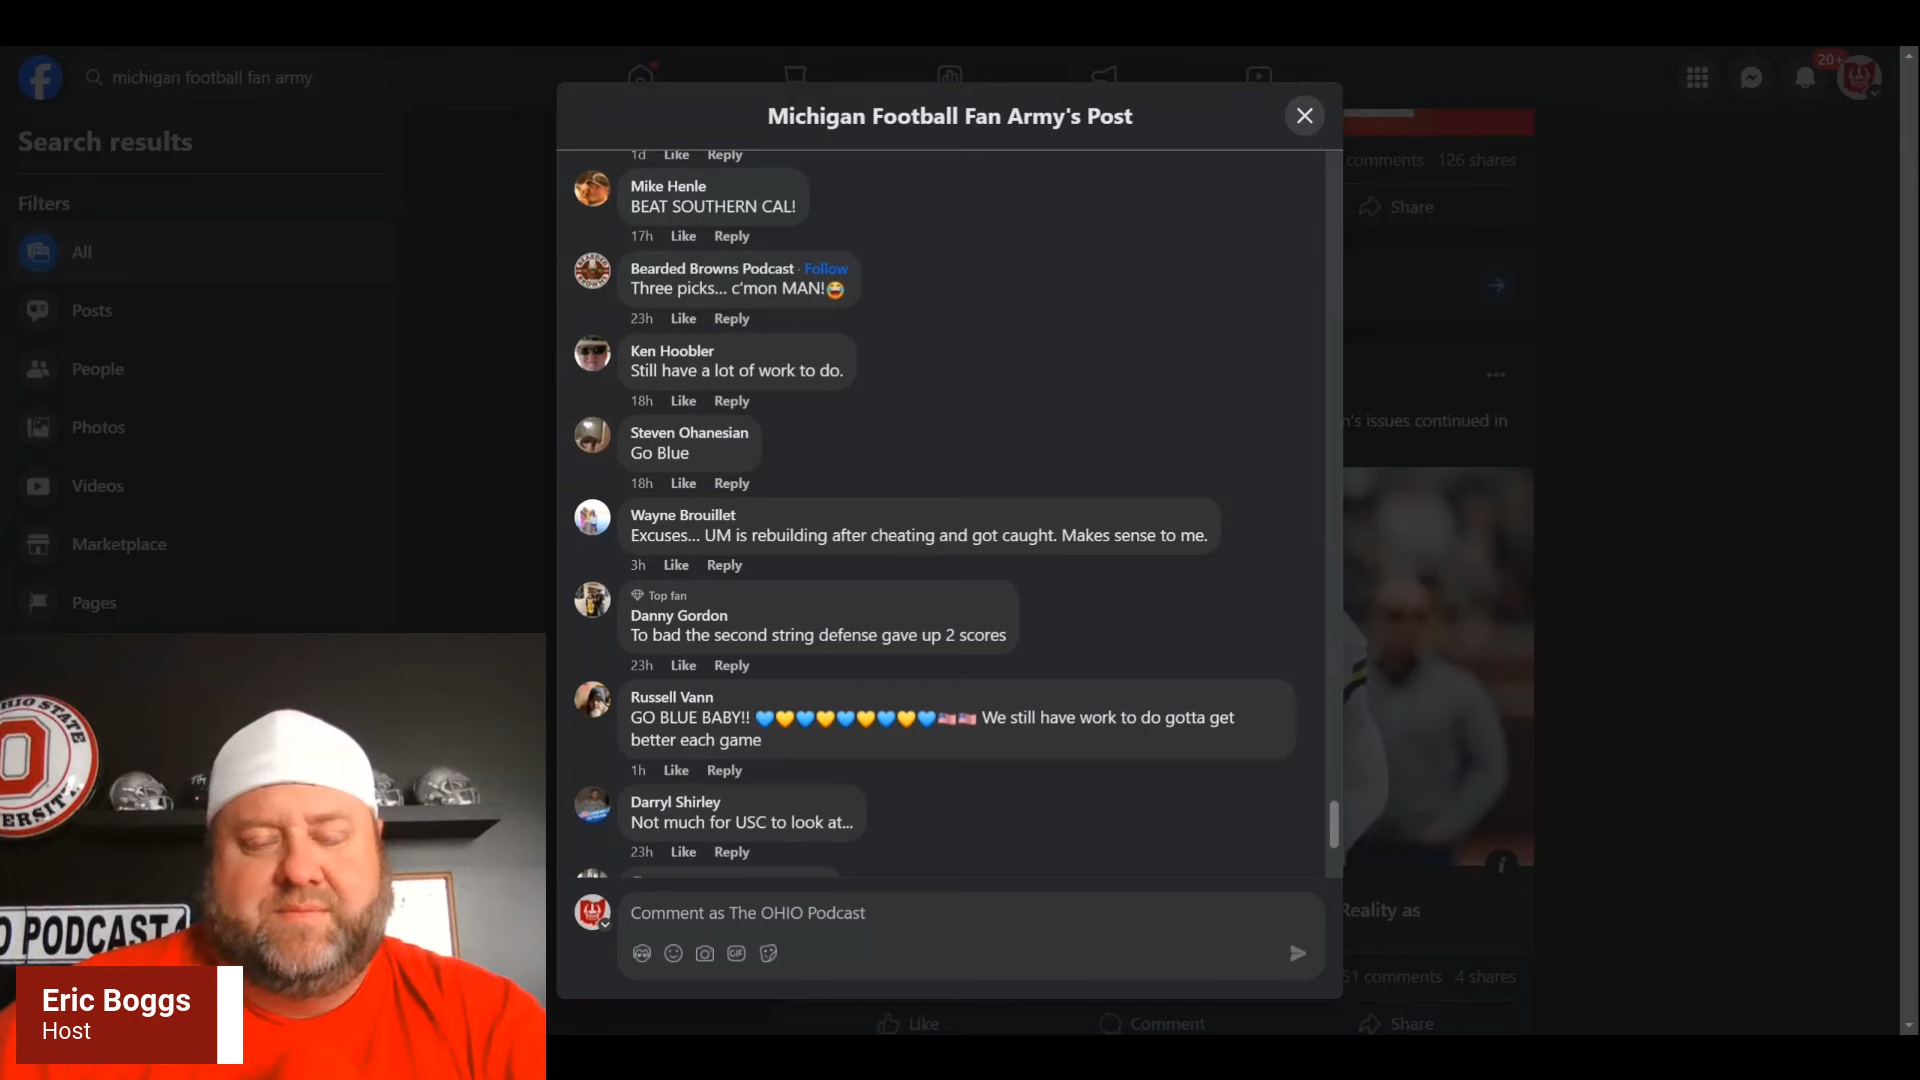 michigan football fan army
20+
Search results
Filters
All
Posts
People
Photos
Videos
Marketplace
Pages
Michigan Football Fan Army's Post
1d Like Reply
Mike Henle
BEAT SOUTHERN CAL!
17h Like Reply
Bearded Browns Podcast · Follow
Three picks... c'mon MAN!😂
23h Like Reply
Ken Hoobler
Still have a lot of work to do.
18h Like Reply
Steven Ohanesian
Go Blue
18h Like Reply
Wayne Brouillet
Excuses... UM is rebuilding after cheating and got caught. Makes sense to me.
3h Like Reply
Top fan
Danny Gordon
To bad the second string defense gave up 2 scores
23h Like Reply
Russell Vann
GO BLUE BABY!! 💙💛💙💛💙💛💙💛💙🇺🇸🇺🇸 We still have work to do gotta get
better each game
1h Like Reply
Darryl Shirley
Not much for USC to look at...
23h Like Reply
Comment as The OHIO Podcast
GIF
comments 126 shares
Share
n's issues continued in
Reality as
51 comments 4 shares
Like Comment Share
OHIO STATE
O
ERSITY
O PODCAST
Eric Boggs
Host